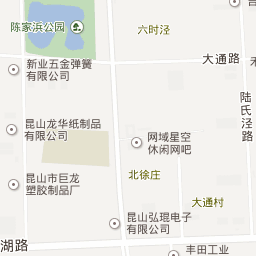 陈家浜公园
六时泾
大通路
新业五金弹簧
有限公司
陆氏泾
昆山龙华纸制品
有限公司
网域星空
休闲网吧
北徐庄
昆山市巨龙
塑胶制品厂
大通村
昆山弘琨电子
有限公司
湖路
丰田工业